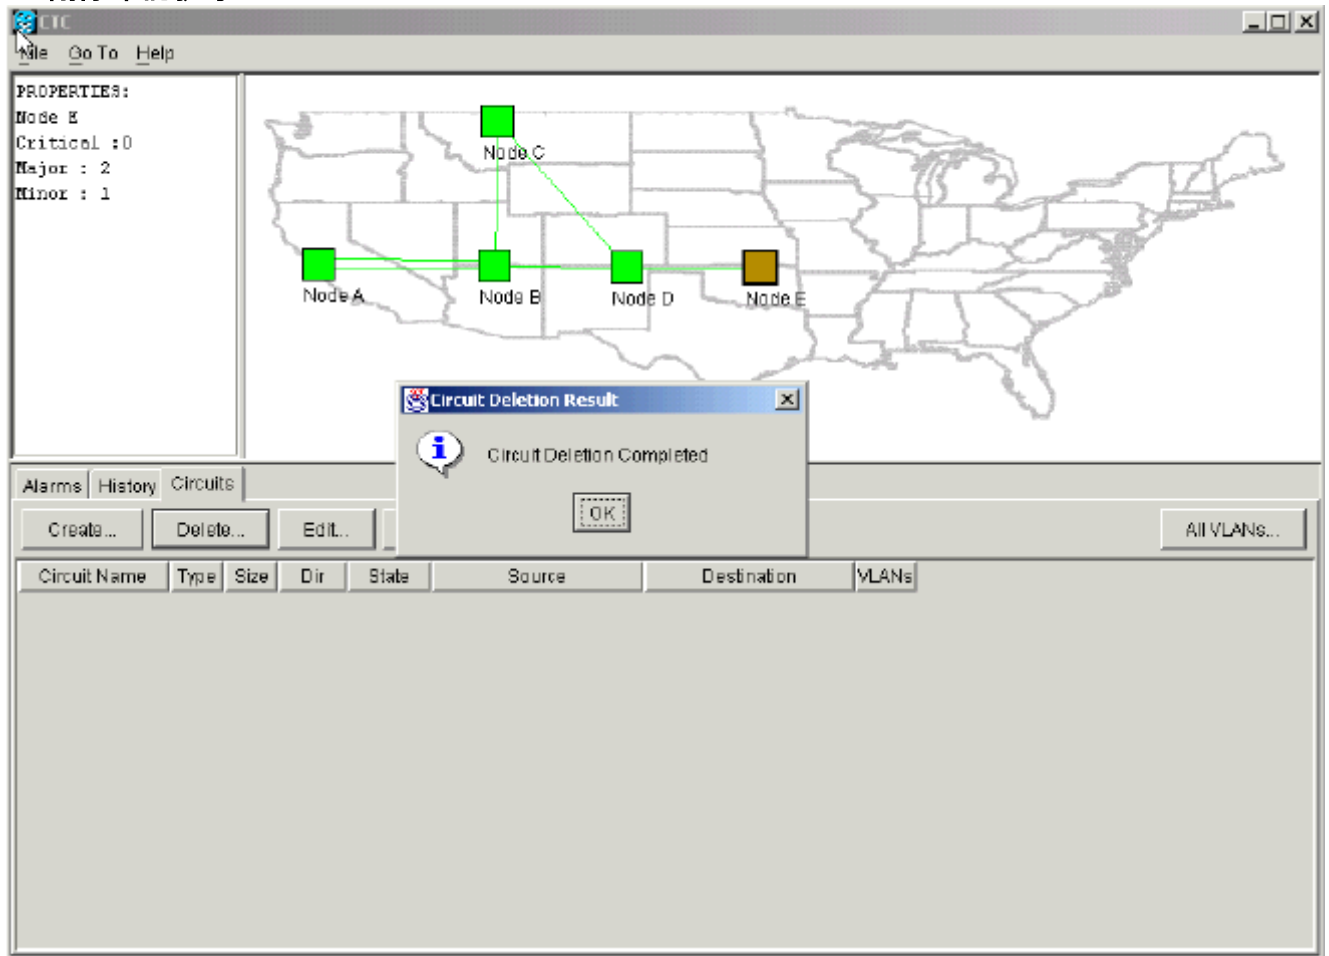 CTC
File Go To Help
PROPERTIES:
Node E
Critical :0
Major : 2
Minor : 1
Node C
Node A
Node B
Node D
Node E
Circuit Deletion Result
Circuit Deletion Completed
OK
Alarms History Circuits
Create... Delete... Edit... All VLANs...
Circuit Name Type Size Dir State Source Destination VLANs